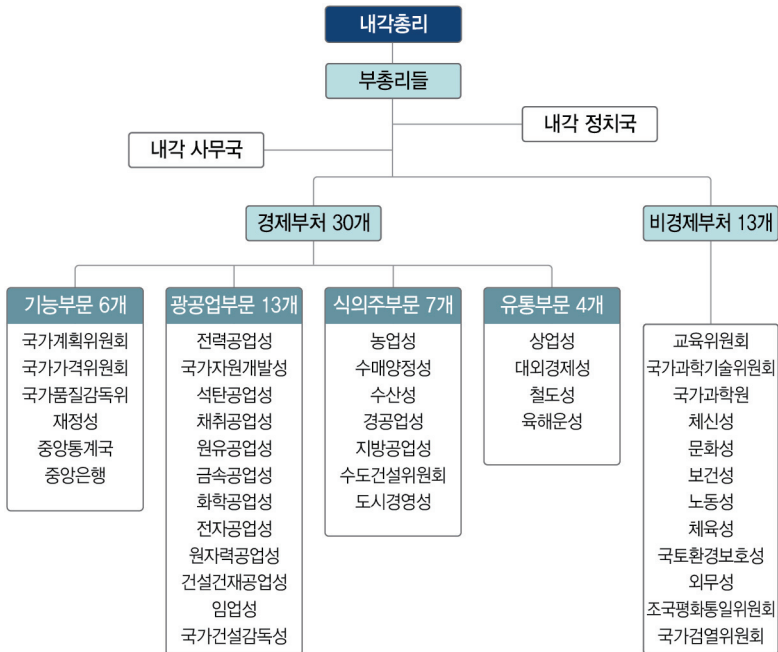 내각총리
부총리들
내각 정치국
내각 사무국
경제부처 30개
비경제부처 13개
기능부문 6개
국가계획위원회
국가가격위원회
국가품질감독위
재정성
중앙통계국
중앙은행
광공업부문 13개
전력공업성
국가자원개발성
석탄공업성
채취공업성
원유공업성
금속공업성
화학공업성
전자공업성
원자력공업성
건설건재공업성
임업성
국가건설감독성
식의주부문 7개
농업성
수매양정성
수산성
경공업성
지방공업성
수도건설위원회
도시경영성
유통부문 4개
상업성
대외경제성
철도성
육해운성
교육위원회
국가과학기술위원회
국가과학원
체신성
문화성
보건성
노동성
체육성
국토환경보호성
외무성
조국평화통일위원회
국가검열위원회